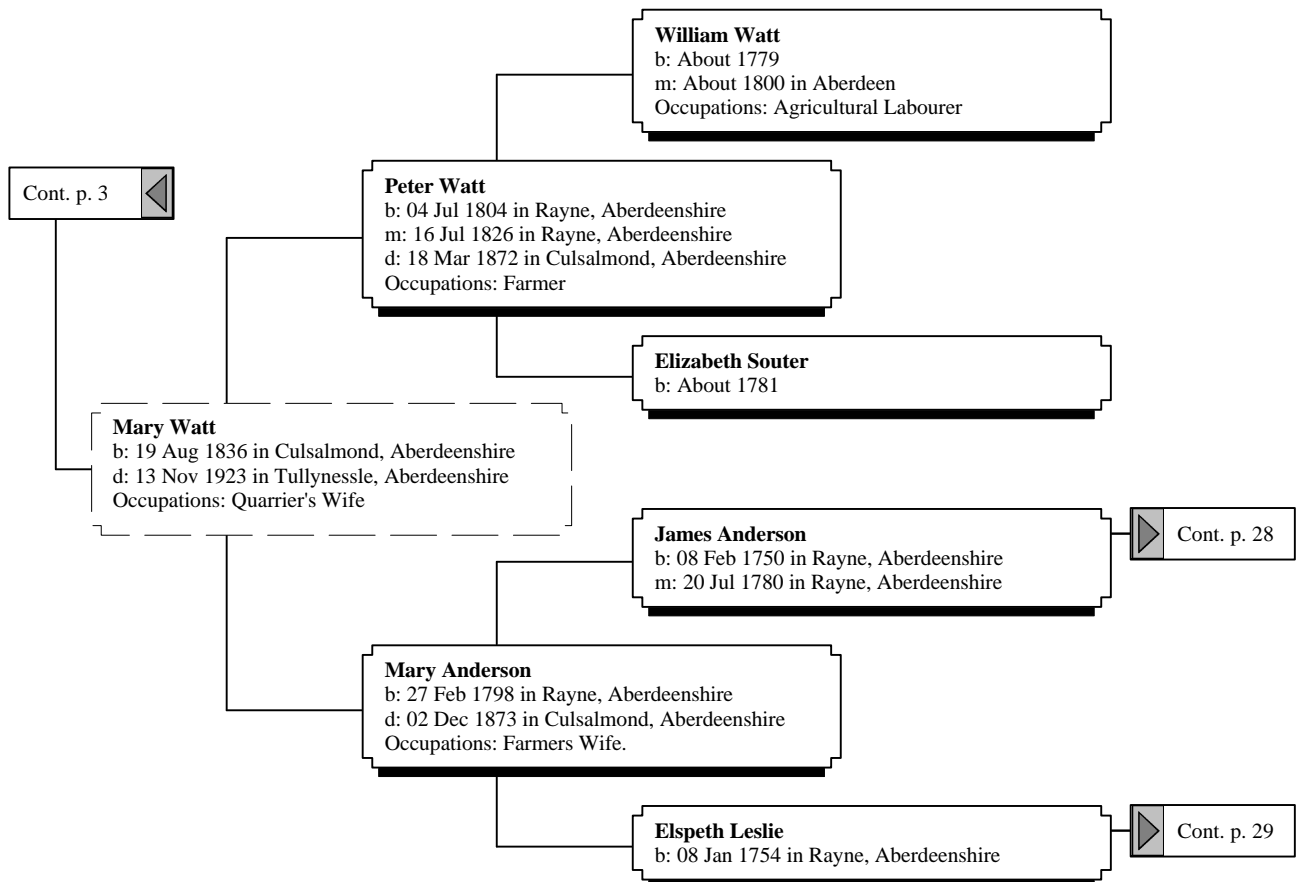 William Watt
b: About 1779
m: About 1800 in Aberdeen
Occupations: Agricultural Labourer
Cont. p. 3
Peter Watt
b: 04 Jul 1804 in Rayne, Aberdeenshire
m: 16 Jul 1826 in Rayne, Aberdeenshire
d: 18 Mar 1872 in Culsalmond, Aberdeenshire
Occupations: Farmer
Elizabeth Souter
b: About 1781
Mary Watt
b: 19 Aug 1836 in Culsalmond, Aberdeenshire
d: 13 Nov 1923 in Tullynessle, Aberdeenshire
Occupations: Quarrier's Wife
James Anderson
b: 08 Feb 1750 in Rayne, Aberdeenshire
m: 20 Jul 1780 in Rayne, Aberdeenshire
Cont. p. 28
Mary Anderson
b: 27 Feb 1798 in Rayne, Aberdeenshire
d: 02 Dec 1873 in Culsalmond, Aberdeenshire
Occupations: Farmers Wife.
Elspeth Leslie
b: 08 Jan 1754 in Rayne, Aberdeenshire
Cont. p. 29